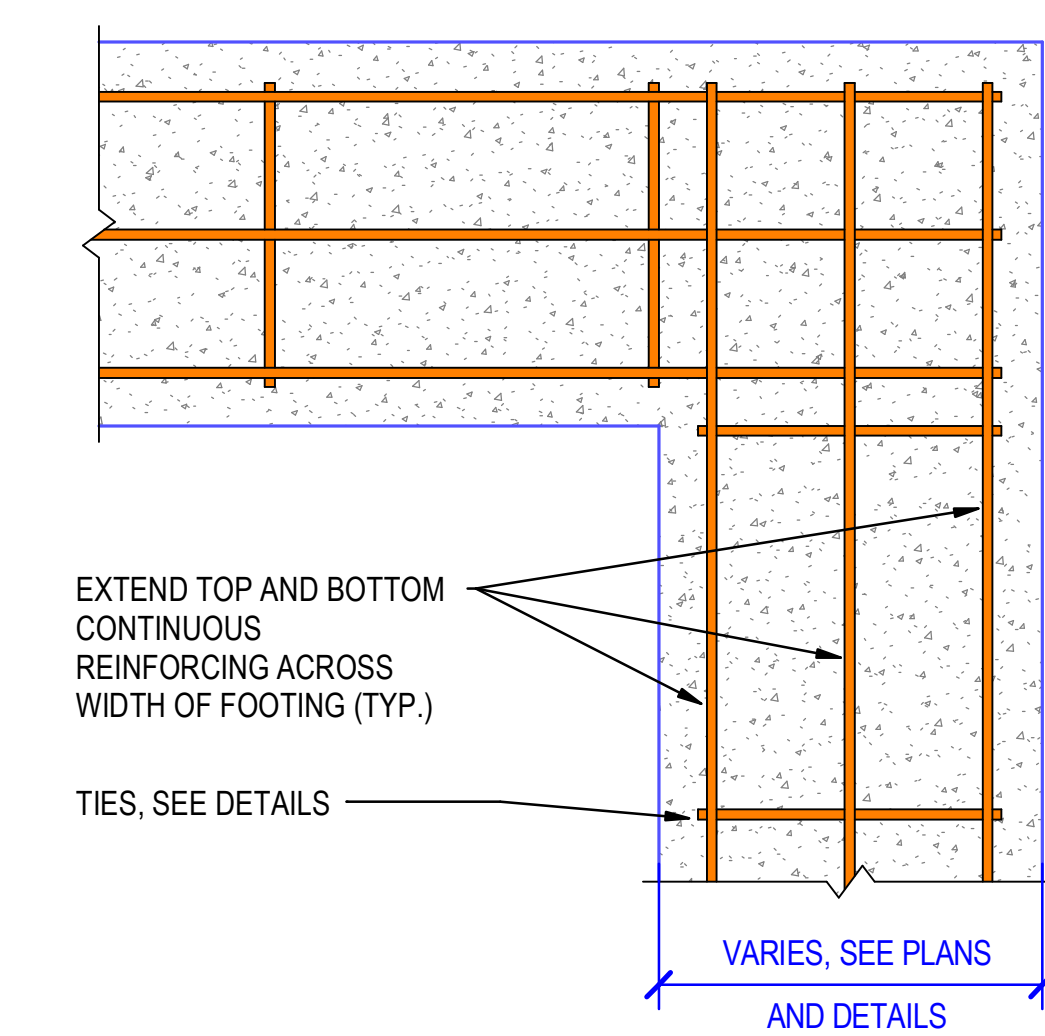 EXTEND TOP AND BOTTOM
CONTINUOUS
REINFORCING ACROSS
WIDTH OF FOOTING (TYP.)
TIES, SEE DETAILS
VARIES, SEE PLANS
AND DETAILS